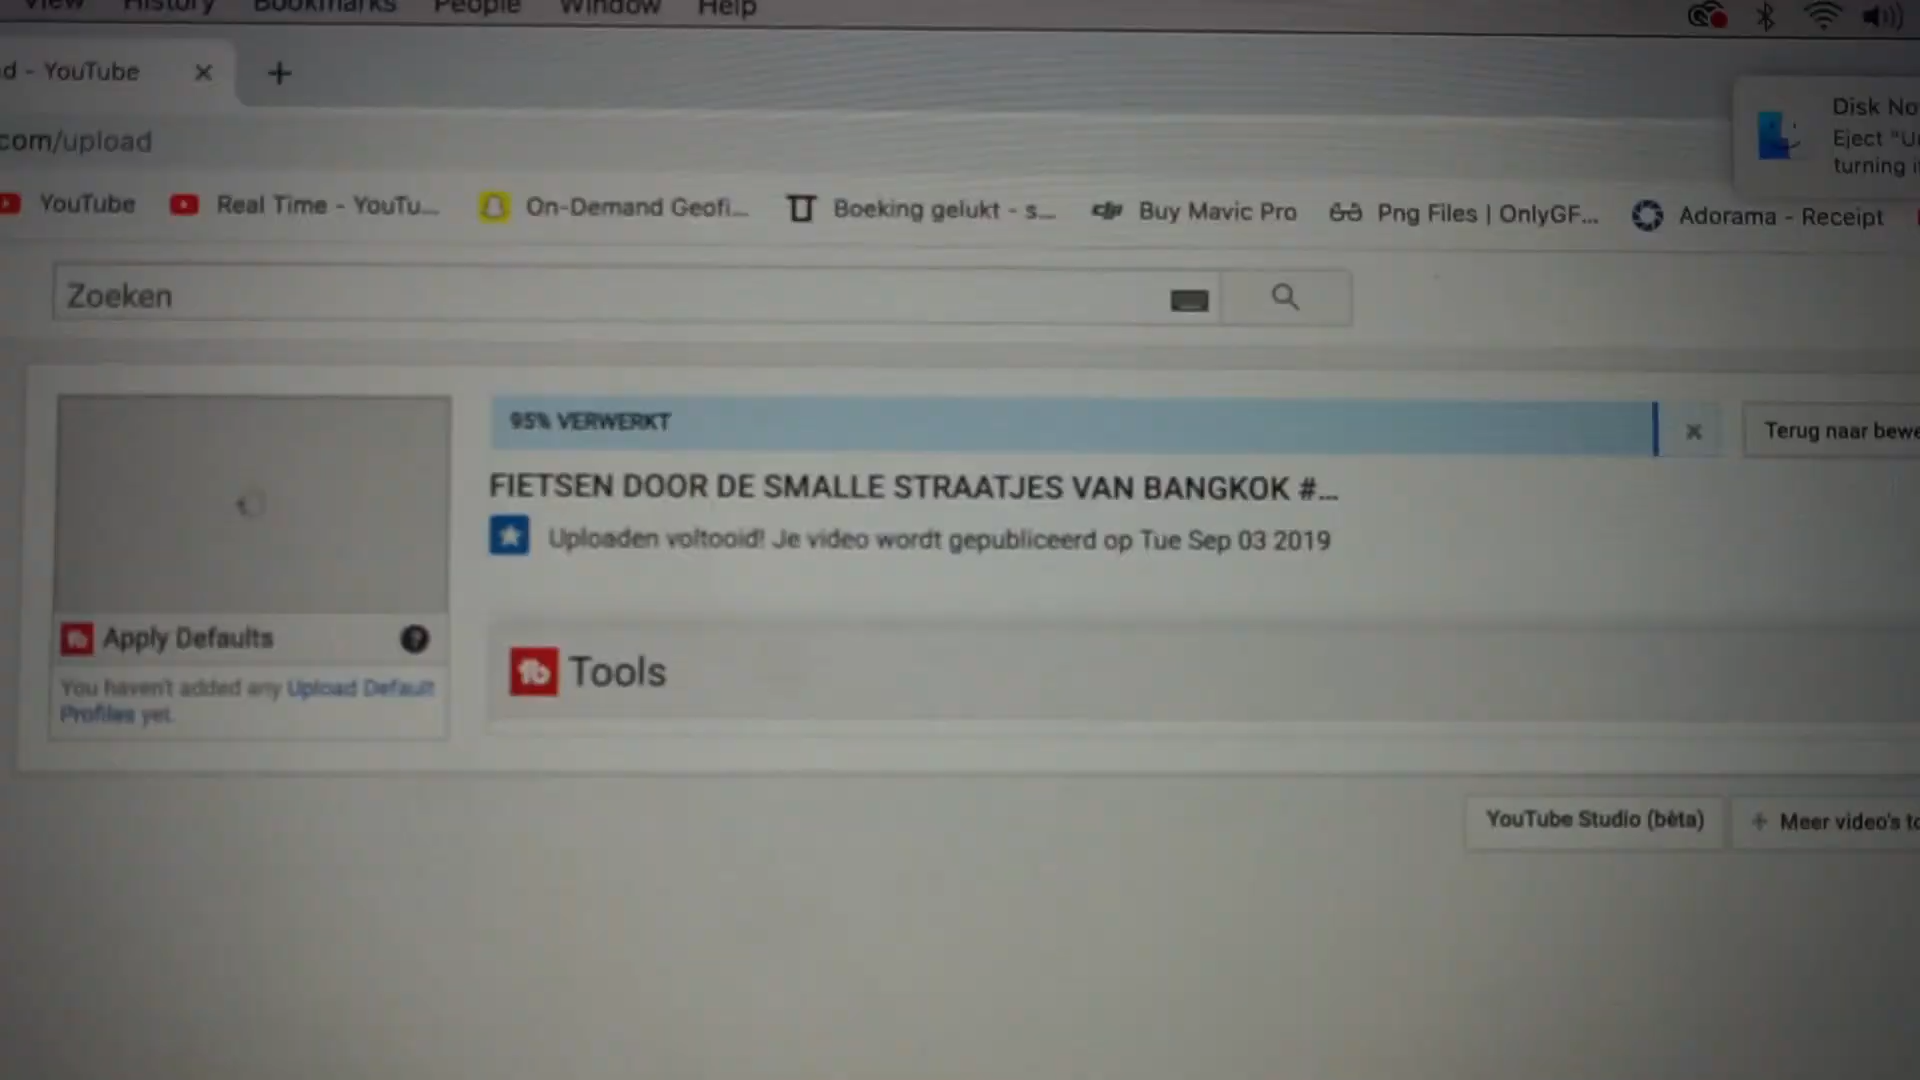 View History Bookmarks People Window Help
d - YouTube
com/upload
Disk No
Eject "U
turning i
YouTube Real Time - YouTu... On-Demand Geofi... Boeking gelukt - s... Buy Mavic Pro Png Files | OnlyGF... Adorama - Receipt
Zoeken
95% VERWERKT
Terug naar bewe
FIETSEN DOOR DE SMALLE STRAATJES VAN BANGKOK #...
Uploaden voltooid! Je video wordt gepubliceerd op Tue Sep 03 2019
Apply Defaults
You haven't added any Upload Default
Profiles yet.
Tools
YouTube Studio (bèta)
+ Meer video's to